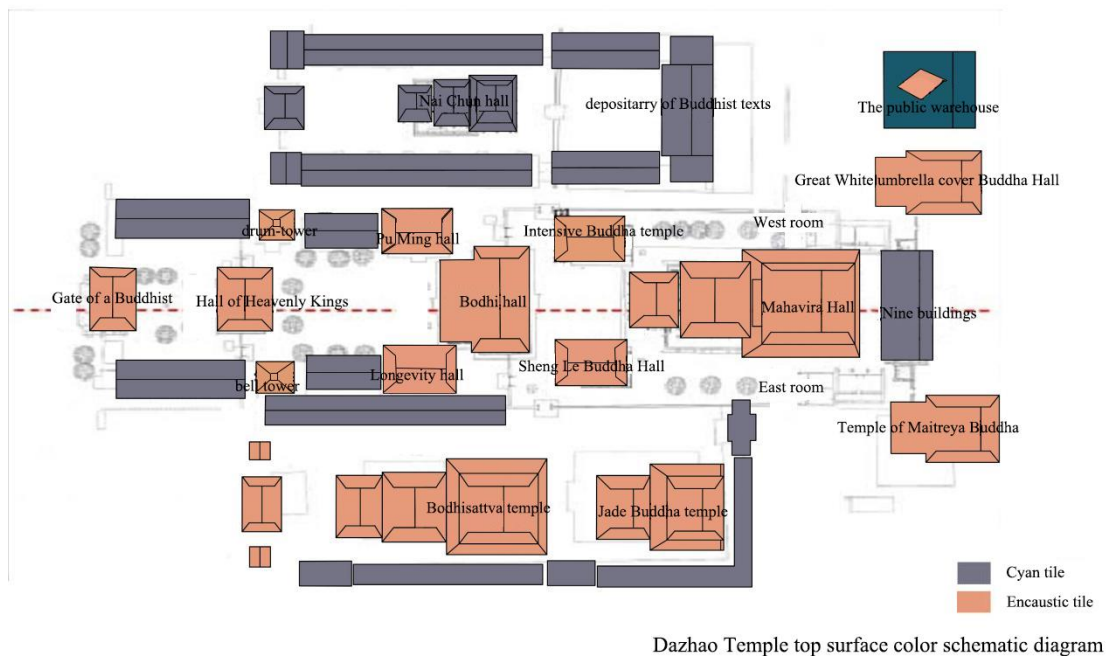 Nai Chun hall
depositarry of Buddhist texts
The public warehouse
Great White umbrella cover Buddha Hall
drum-tower
Pu Ming hall
Intensive Buddha temple
West room
Gate of a Buddhist
Hall of Heavenly Kings
Bodhi hall
Mahavira Hall
Nine buildings
bell tower
Longevity hall
Sheng Le Buddha Hall
East room
Temple of Maitreya Buddha
Bodhisattva temple
Jade Buddha temple
Cyan tile
Encaustic tile
Dazhao Temple top surface color schematic diagram